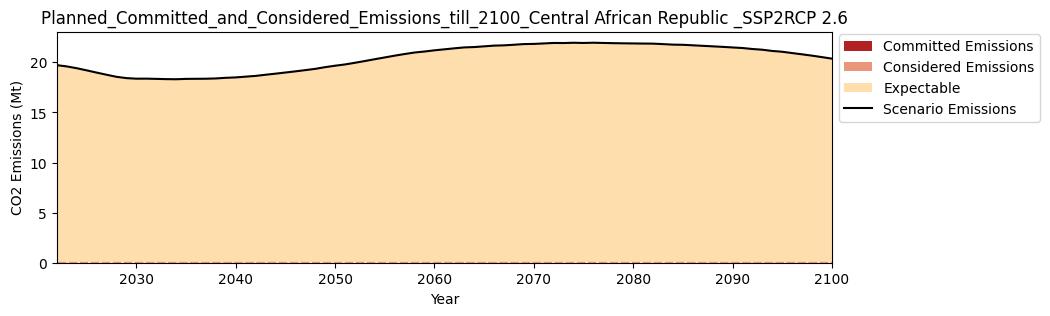 Planned_Committed_and_Considered_Emissions_till_2100_Central African Republic _SSP2RCP 2.6
Committed Emissions
Considered Emissions
Expectable
Scenario Emissions
CO2 Emissions (Mt)
20
15
10
5
0
2030 2040 2050 2060 2070 2080 2090 2100
Year